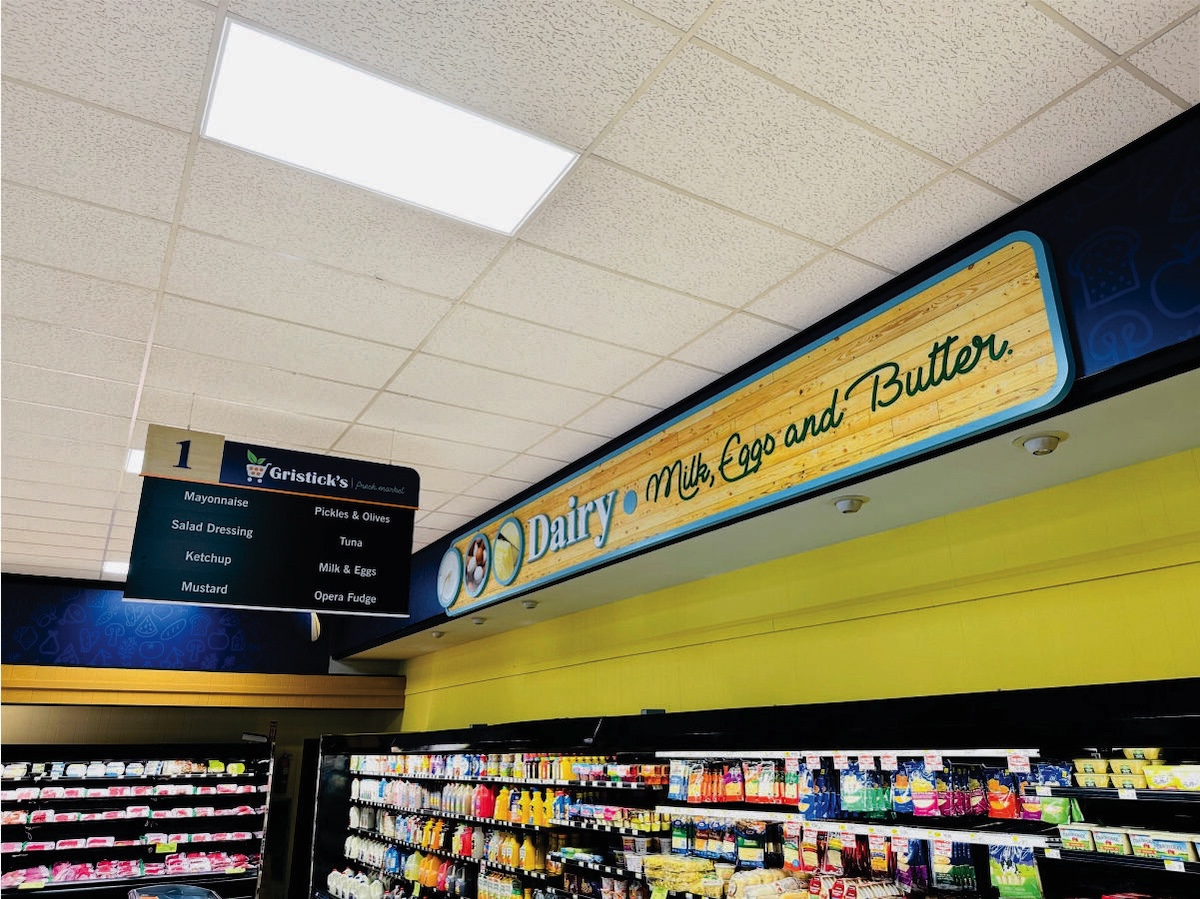 1
Gristick's | fresh market
Mayonnaise
Salad Dressing
Ketchup
Mustard
Pickles & Olives
Tuna
Milk & Eggs
Opera Fudge
Dairy • Milk, Eggs and Butter.